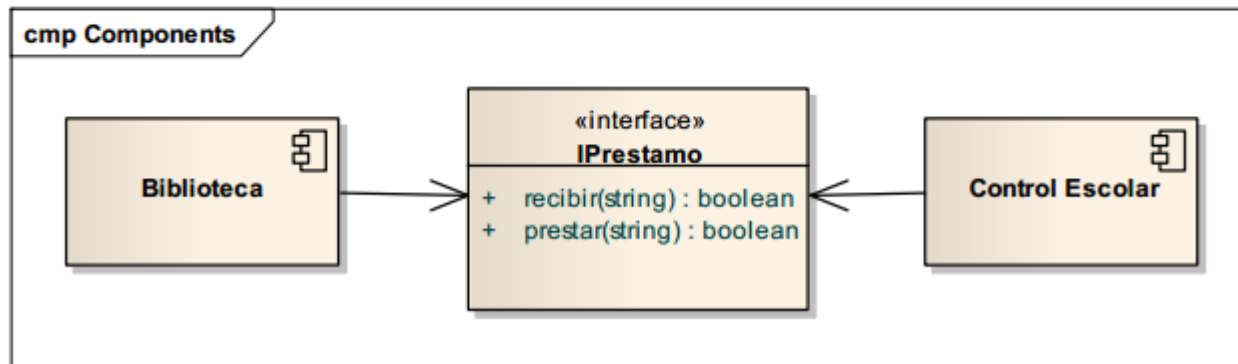 cmp Components
Biblioteca
«interface»
IPrestamo
+ recibir(string) : boolean
+ prestar(string) : boolean
Control Escolar